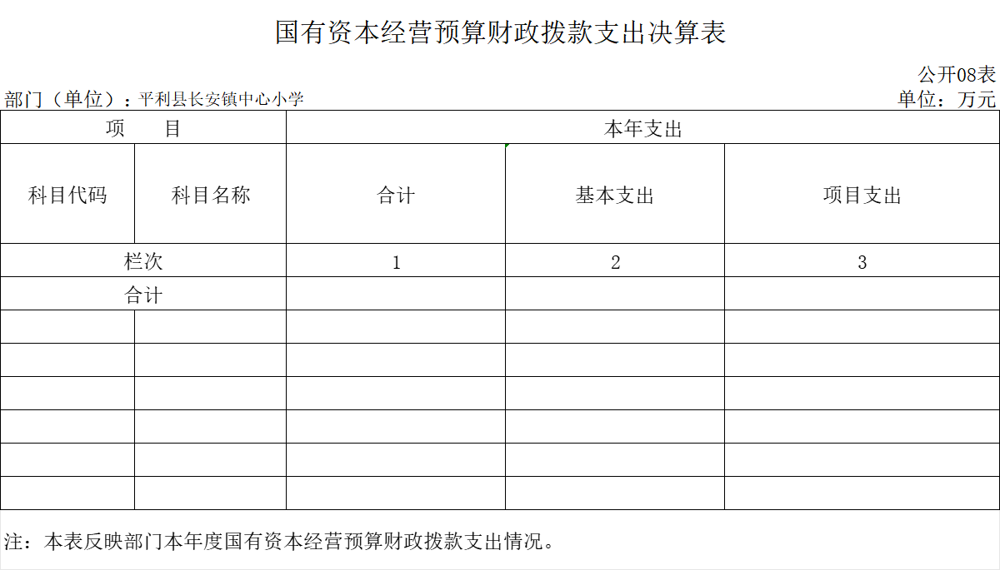 国有资本经营预算财政拨款支出决算表
公开08表
部门（单位）：平利县长安镇中心小学 单位：万元
项 目 本年支出
科目代码 科目名称 合计 基本支出 项目支出
栏次 1 2 3
合计
注：本表反映部门本年度国有资本经营预算财政拨款支出情况。